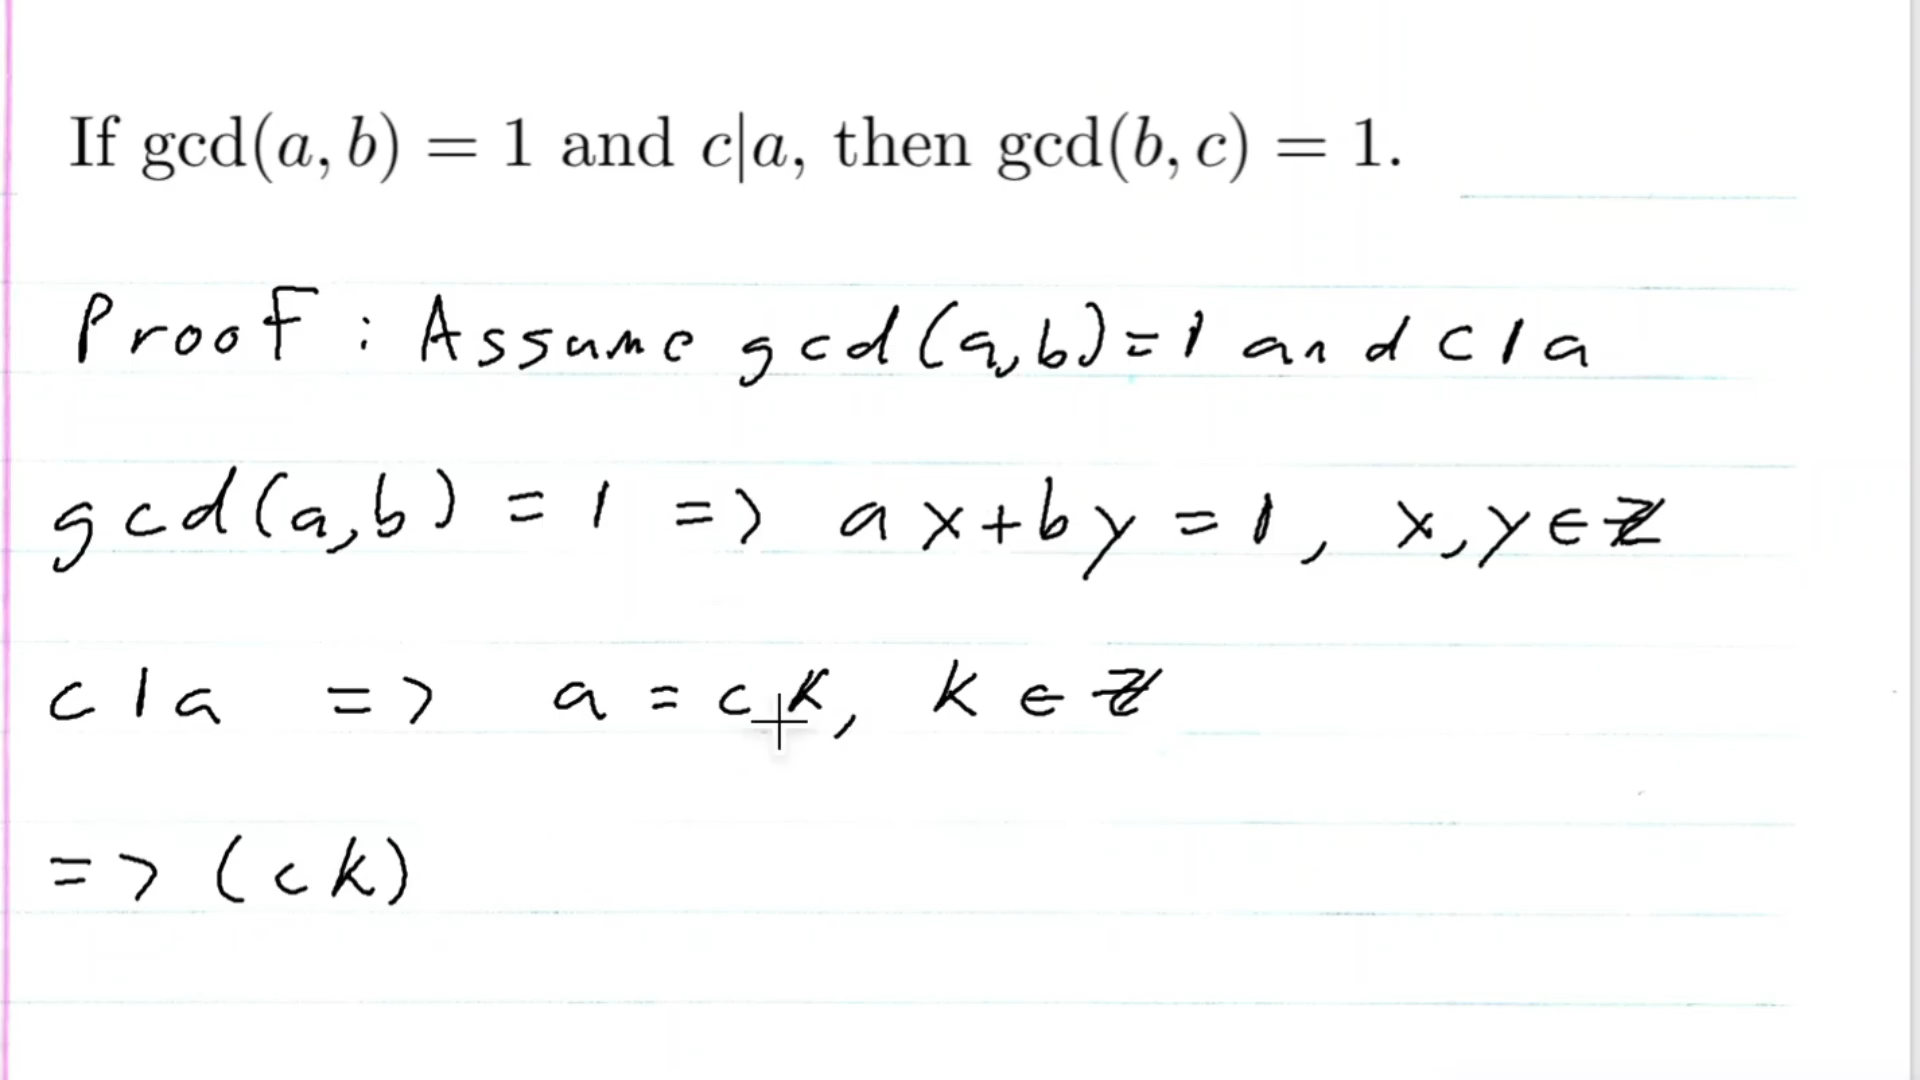 If gcd(a, b) = 1 and c|a, then gcd(b, c) = 1.
Proof: Assume gcd(a,b)=1 and c|a
gcd(a,b) = 1 => ax+by = 1, x,y∈ℤ
c|a => a = ck, k ∈ ℤ
=> (ck)